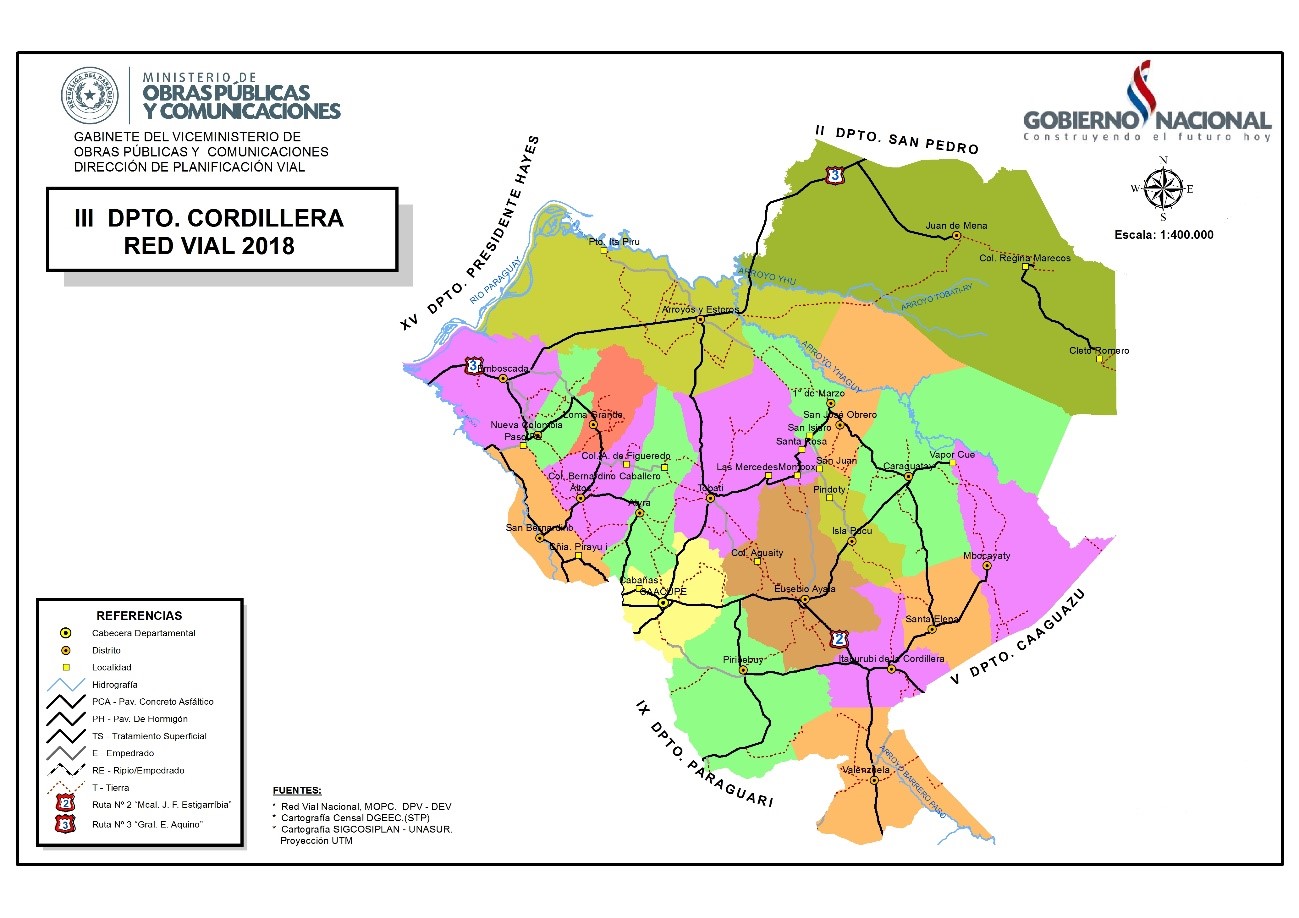 REPÚBLICA DEL PARAGUAY
MINISTERIO DE
OBRAS PÚBLICAS
Y COMUNICACIONES
GABINETE DEL VICEMINISTERIO DE
OBRAS PÚBLICAS Y COMUNICACIONES
DIRECCIÓN DE PLANIFICACIÓN VIAL
III DPTO. CORDILLERA
RED VIAL 2018
GOBIERNO NACIONAL
Construyendo el futuro hoy
N
W E
S
Escala: 1:400.000
XV DPTO. PRESIDENTE HAYES
II DPTO. SAN PEDRO
3
Juan de Mena
Pto. Ita Piru
Col. Regina Marecos
RÍO PARAGUAY
ARROYO YHU
ARROYO TOBATI-RY
Arroyos y Esteros
ARROYO YHAGUY
Cleto Romero
3
Emboscada
1° de Marzo
Loma Grande
San José Obrero
Nueva Colombia
San Isidro
Santa Rosa
Col. A. de Figueredo
San Juan
Vapor Cue
Las Mercedes
Mompox
Caraguatay
Col. Bernardino Caballero
Altos
Tobati
Piridoty
Atyra
San Bernardino
Isla Pucu
Cñia. Pirayu i
Col. Aguaity
Mbocayaty
Cabañas
CAACUPE
Eusebio Ayala
Santa Elena
2
Piribebuy
Itacurubi de la Cordillera
V DPTO. CAAGUAZU
IX DPTO. PARAGUARI
Valenzuela
ARROYO BARRERO PASO
REFERENCIAS
Cabecera Departamental
Distrito
Localidad
Hidrografía
PCA - Pav. Concreto Asfáltico
PH - Pav. De Hormigón
TS - Tratamiento Superficial
E - Empedrado
RE - Ripio/Empedrado
T - Tierra
2 Ruta Nº 2 "Mcal. J. F. Estigarribia"
3 Ruta Nº 3 "Gral. E. Aquino"
FUENTES:
* Red Vial Nacional, MOPC. DPV - DEV
* Cartografía Censal DGEEC.(STP)
* Cartografía SIGCOSIPLAN - UNASUR.
Proyección UTM